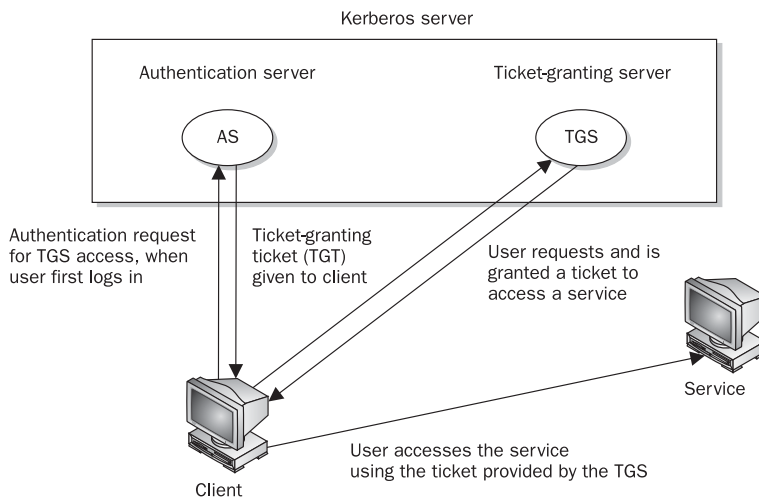 Kerberos server
Authentication server
Ticket-granting server
AS
TGS
Authentication request
for TGS access, when
user first logs in
Ticket-granting
ticket (TGT)
given to client
User requests and is
granted a ticket to
access a service
Service
User accesses the service
using the ticket provided by the TGS
Client